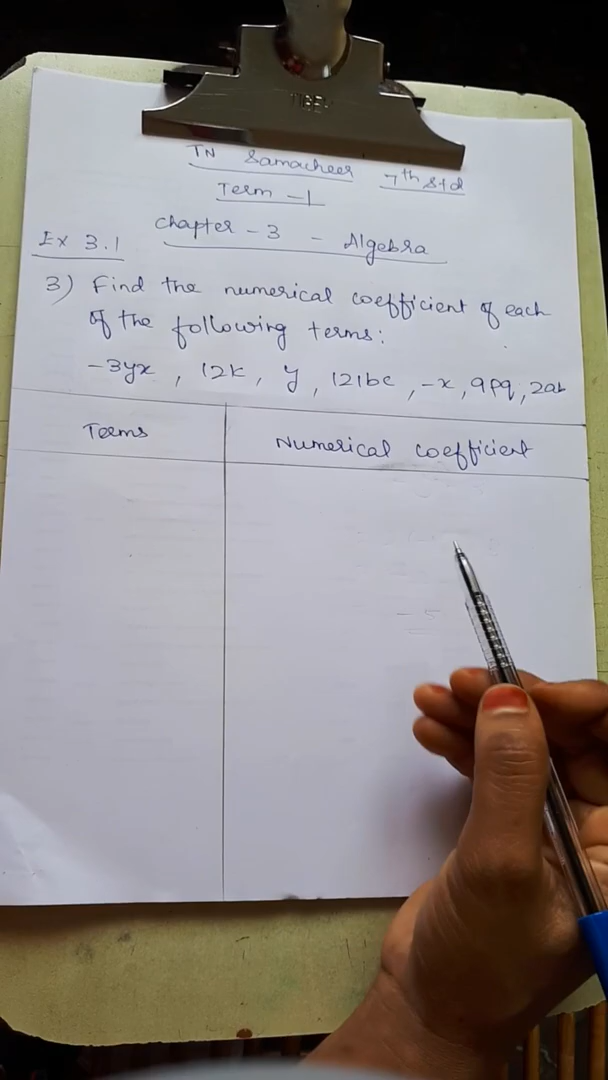 TN Samacheer 7th Std
Term - 1
Chapter - 3 - Algebra
Ex 3.1
3) Find the numerical coefficient of each
of the following terms:
-3yx , 12k, y, 121bc, -x, 9pq, 2ab
Terms Numerical coefficient